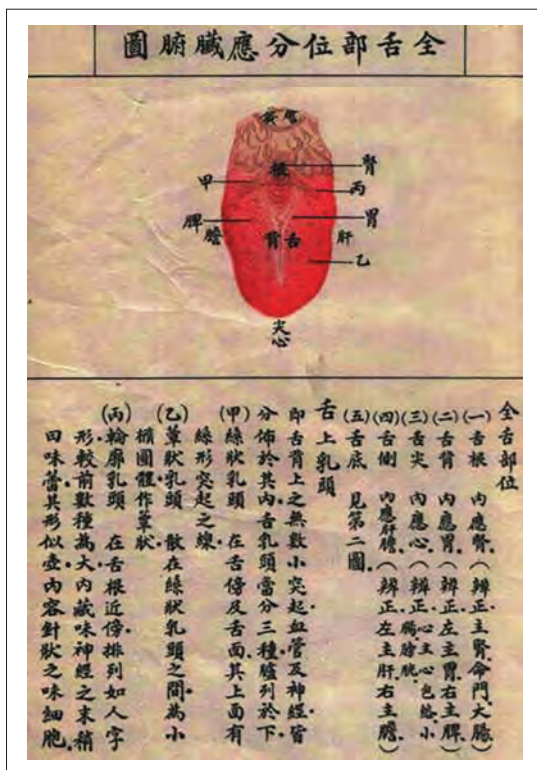 全舌部位分應臟腑圖
根
腎
甲
丙
脾
胃
膽
舌背
肝
乙
尖
心
全舌部位
(一)舌根 內應腎(辨正.主腎命門大腸)
(二)舌背 內應胃(辨正左主胃右主脾)
(三)舌尖 內應心.(辨正心主心包絡小腸膀胱.)
(四)舌側 內應肝膽(辨正左主肝右主膽)
(五)舌底 見第二圖.
舌上乳頭
即舌背上之無數小突起.血管及神經.皆
分佈於其內舌乳頭當分三種臚列於下.
(甲)絲狀乳頭 在舌傍及舌面.其上面有
絲形突起之線.
(乙)蕈狀乳頭 散在絲狀乳頭之間.為小
橢圓體作蕈狀.
(丙)輪廓乳頭 在舌根近傍.排列如人字
形.較前數種為大.內藏味神經之末稍
曰味蕾.其形似壺.內容針狀之味細胞.